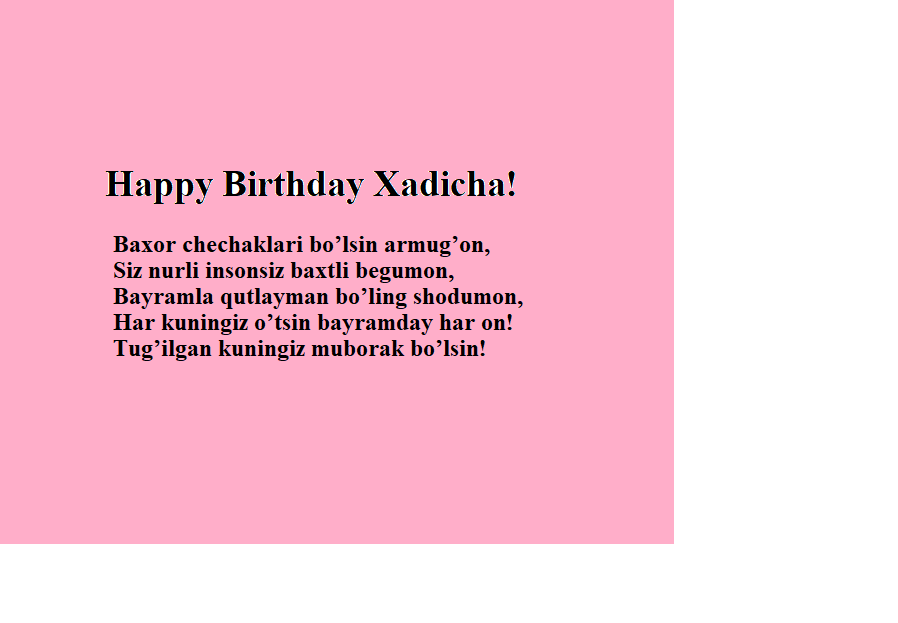 Happy Birthday Xadicha!
Baxor chechaklari bo’lsin armug’on,
Siz nurli insonsiz baxtli begumon,
Bayramla qutlayman bo’ling shodumon,
Har kuningiz o’tsin bayramday har on!
Tug’ilgan kuningiz muborak bo’lsin!